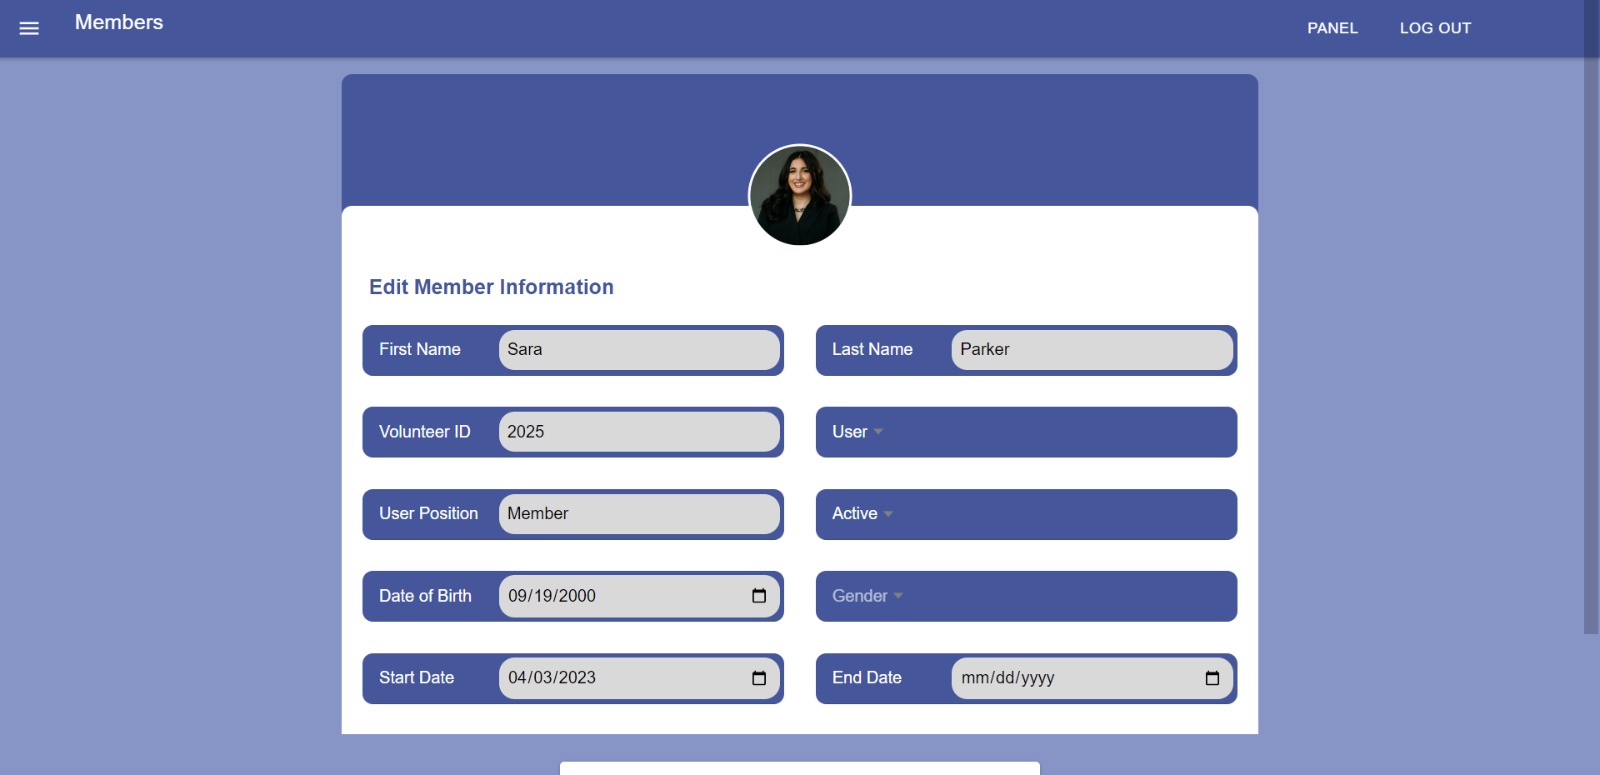 Members
PANEL
LOG OUT
Edit Member Information
First Name Sara
Last Name Parker
Volunteer ID 2025
User
User Position Member
Active
Date of Birth 09/19/2000
Gender
Start Date 04/03/2023
End Date mm/dd/yyyy